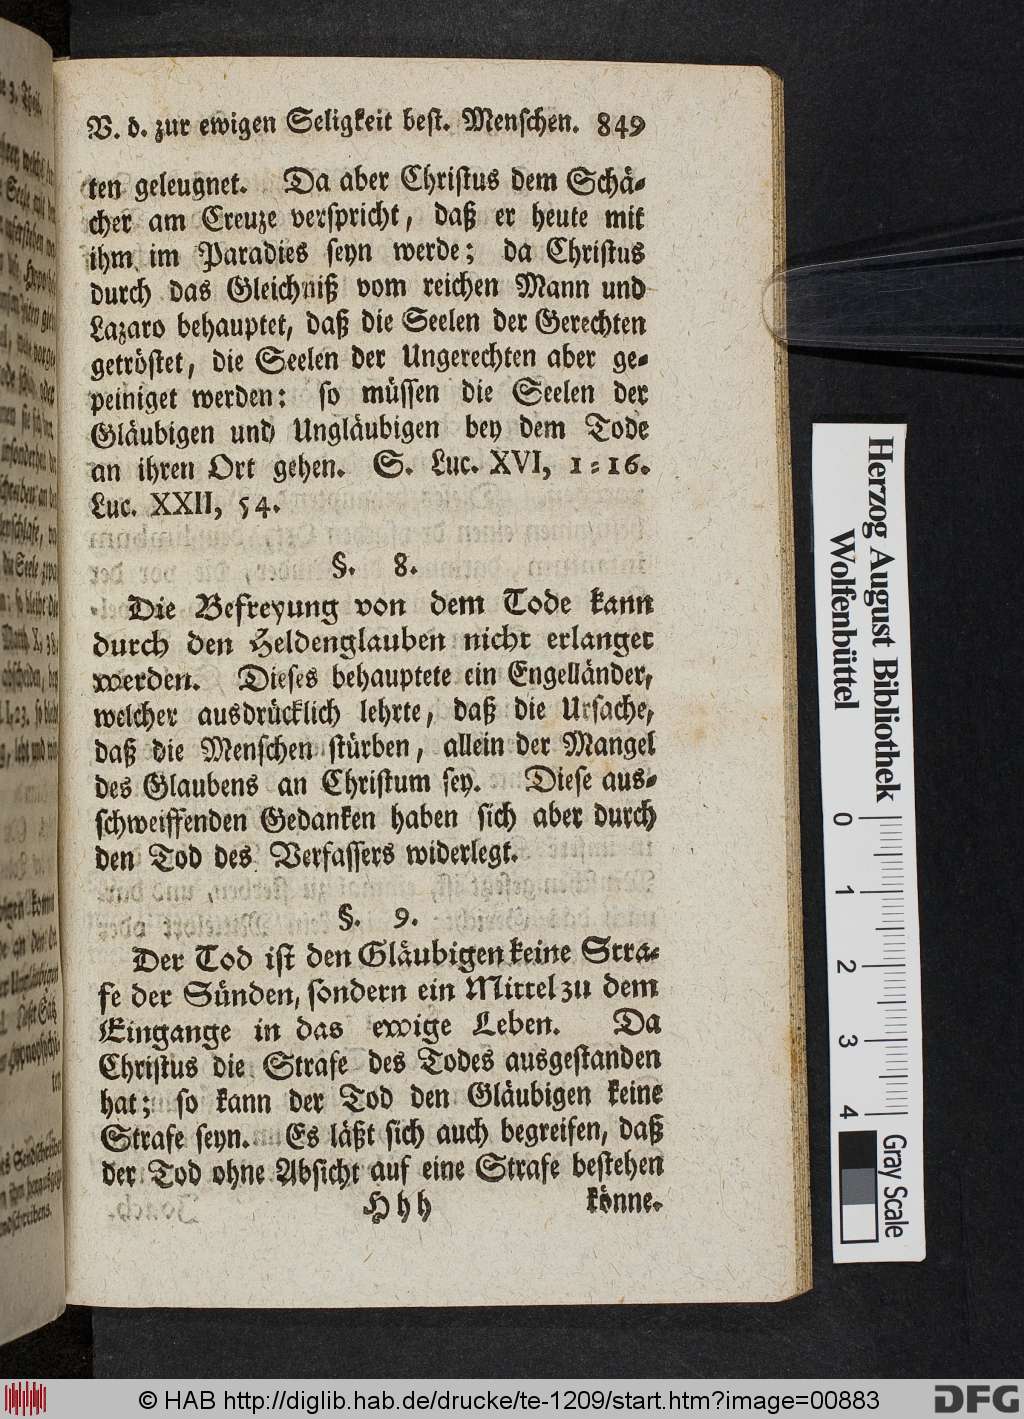 V. d. zur ewigen Seligkeit best. Menschen. 849
ten geleugnet. Da aber Christus dem Schä-
cher am Creuze verspricht, daß er heute mit
ihm im Paradies seyn werde; da Christus
durch das Gleichniß vom reichen Mann und
Lazaro behauptet, daß die Seelen der Gerechten
getröstet, die Seelen der Ungerechten aber ge-
peiniget werden: so müssen die Seelen der
Gläubigen und Ungläubigen bey dem Tode
an ihren Ort gehen. S. Luc. XVI, 1-16.
Luc. XXII, 54.
§. 8.
Die Befreyung von dem Tode kann
durch den Heldenglauben nicht erlanget
werden. Dieses behauptete ein Engelländer,
welcher ausdrücklich lehrte, daß die Ursache,
daß die Menschen stürben, allein der Mangel
des Glaubens an Christum sey. Diese aus-
schweiffenden Gedanken haben sich aber durch
den Tod des Verfassers widerlegt.
§. 9.
Der Tod ist den Gläubigen keine Stra-
fe der Sünden, sondern ein Mittel zu dem
Eingange in das ewige Leben. Da
Christus die Strafe des Todes ausgestanden
hat; so kann der Tod den Gläubigen keine
Strafe seyn. Es läßt sich auch begreifen, daß
der Tod ohne Absicht auf eine Strafe bestehen
Hhh könne.
Herzog August Bibliothek
Wolfenbüttel
0 1 2 3 4
Gray Scale
© HAB http://diglib.hab.de/drucke/te-1209/start.htm?image=00883
DFG